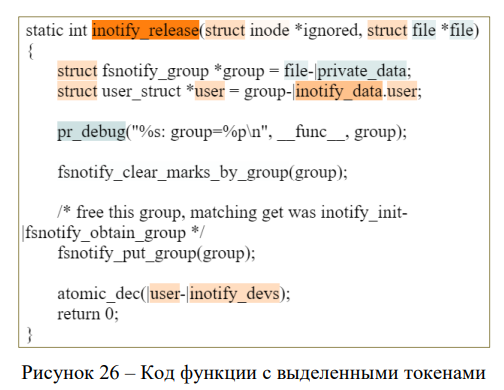 static int inotify_release(struct inode *ignored, struct file *file)
{
struct fsnotify_group *group = file-|private_data;
struct user_struct *user = group-|inotify_data.user;
pr_debug("%s: group=%p\n", __func__, group);
fsnotify_clear_marks_by_group(group);
/* free this group, matching get was inotify_init-
|fsnotify_obtain_group */
fsnotify_put_group(group);
atomic_dec(|user-|inotify_devs);
return 0;
}
Рисунок 26 – Код функции с выделенными токенами